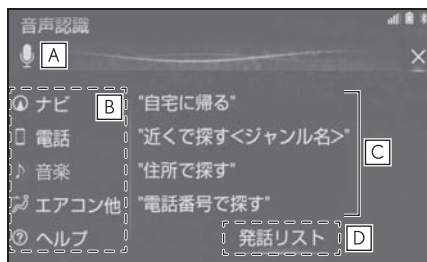 音声認識
A
ナビ B "自宅に帰る"
電話 "近くで探す<ジャンル名>"
C
音楽 "住所で探す"
エアコン他 "電話番号で探す"
ヘルプ 発話リスト D